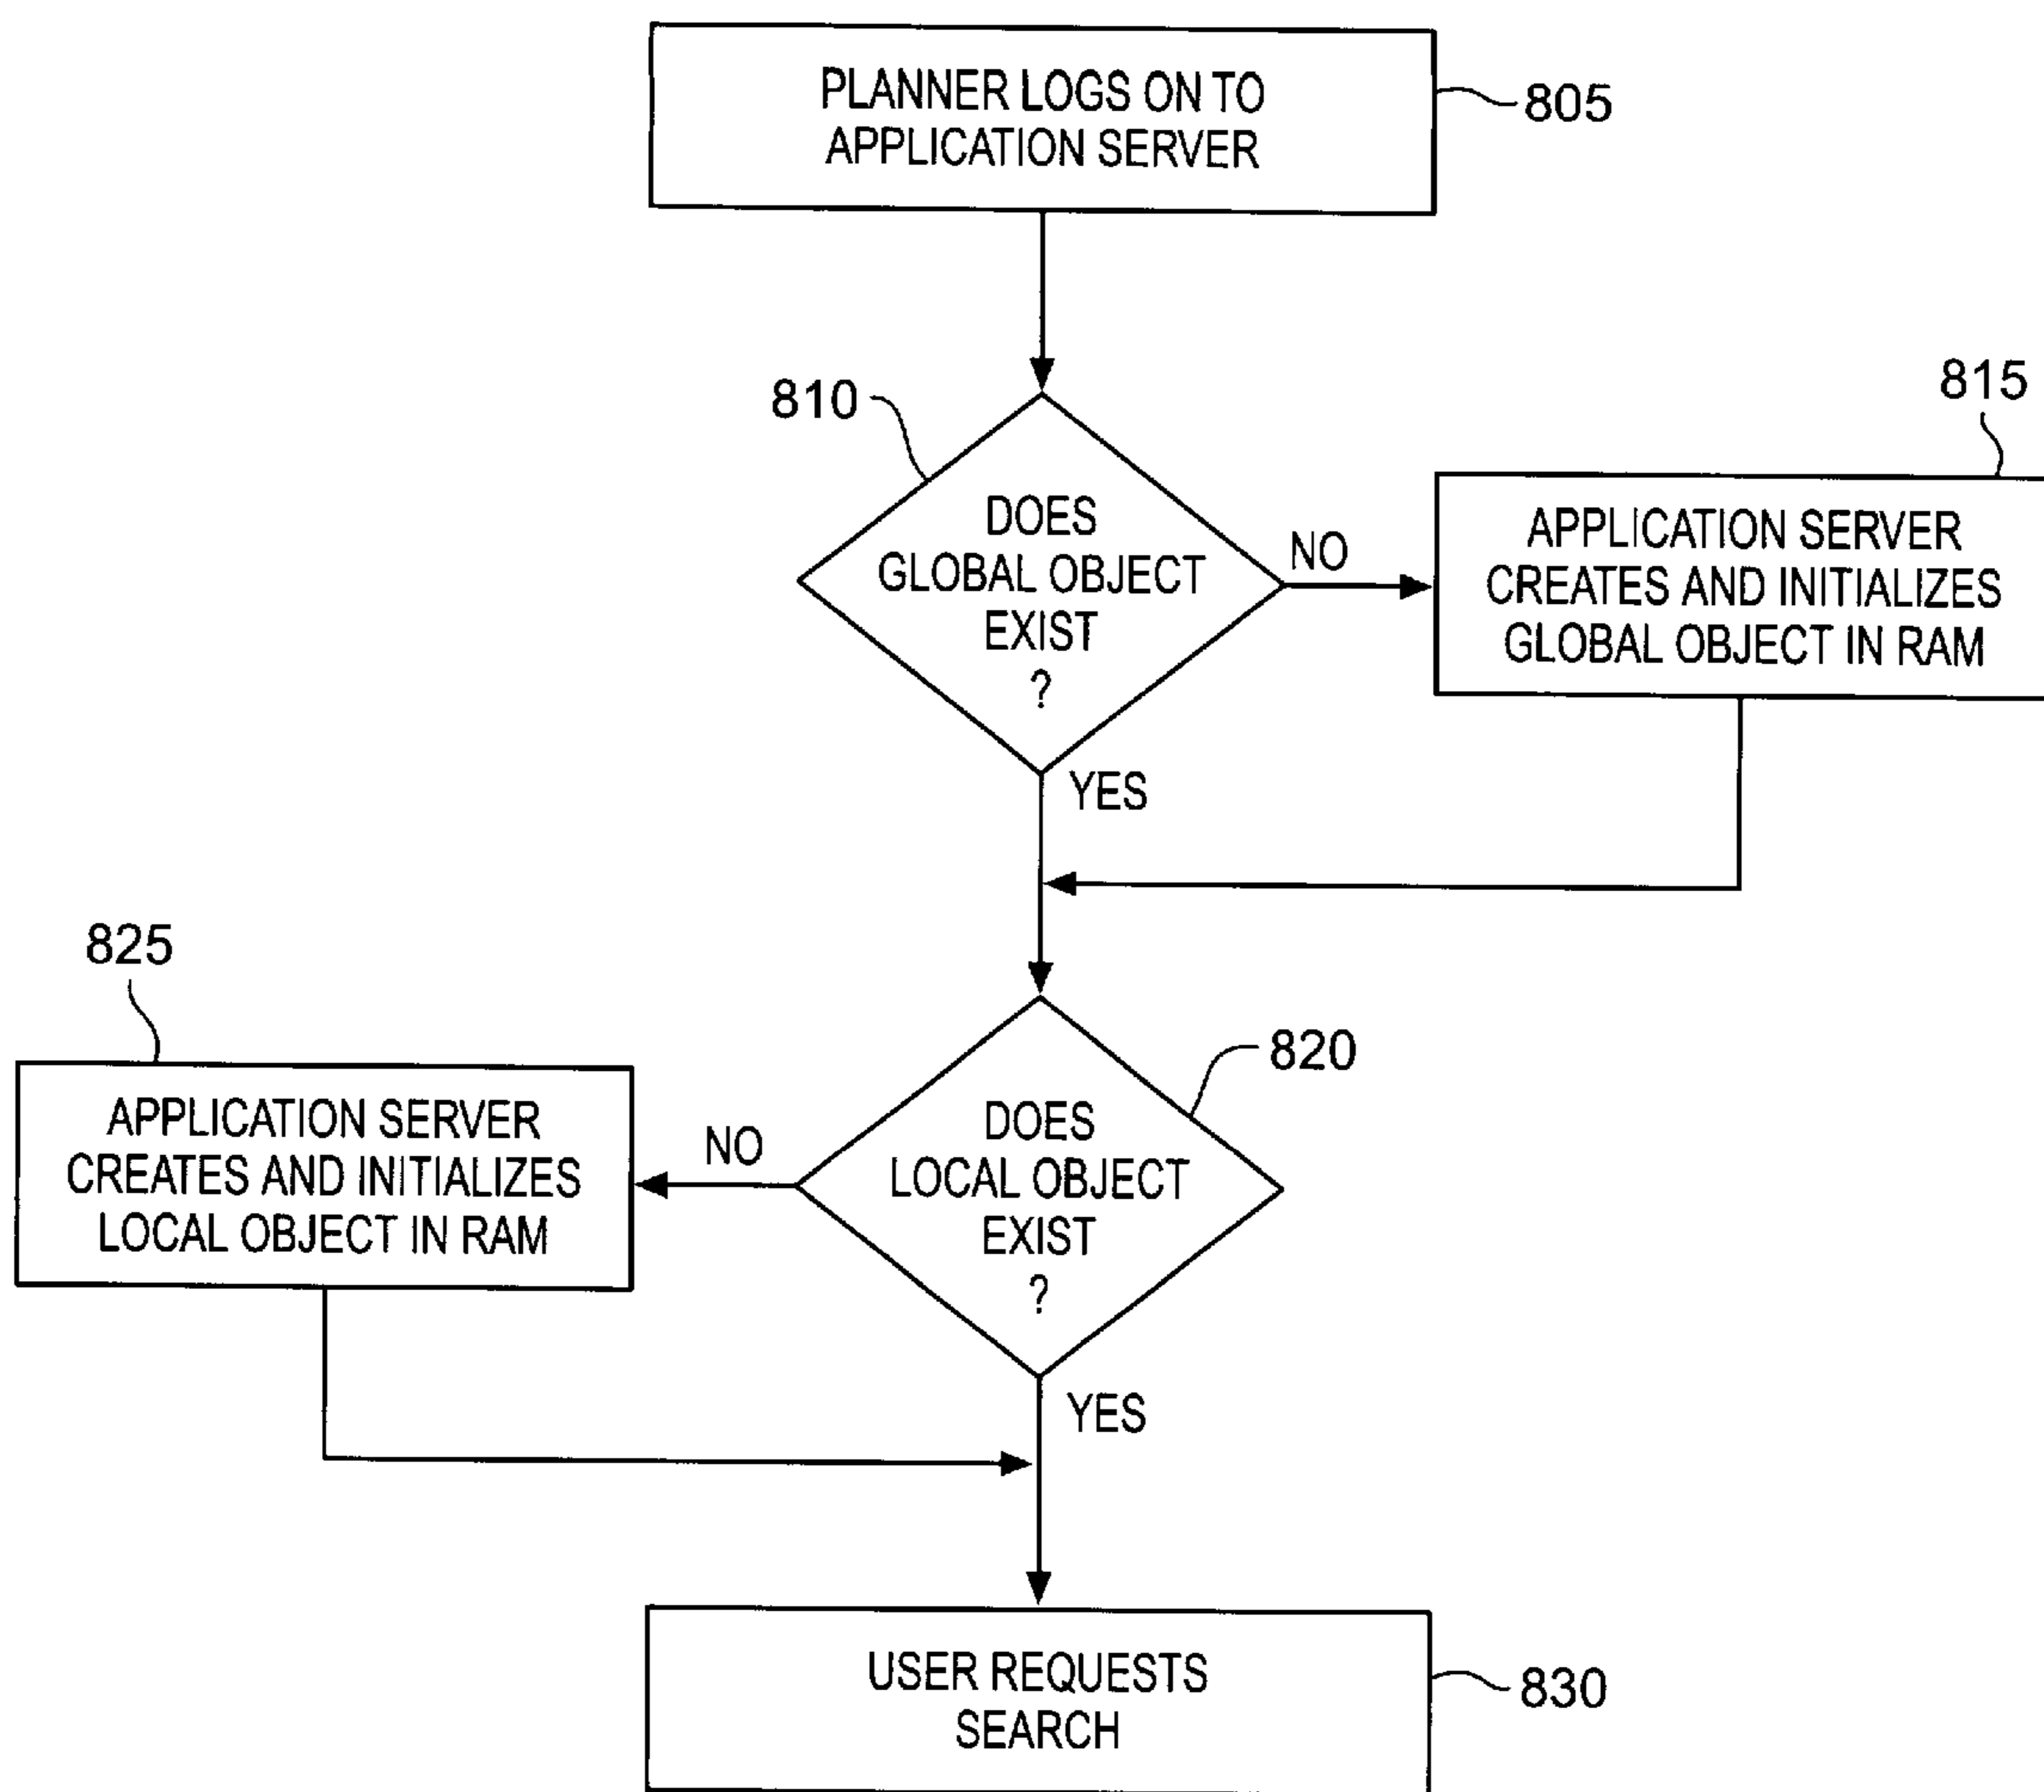 PLANNER LOGS ON TO
APPLICATION SERVER
805
810
DOES
GLOBAL OBJECT
EXIST
?
NO
815
APPLICATION SERVER
CREATES AND INITIALIZES
GLOBAL OBJECT IN RAM
YES
825
APPLICATION SERVER
CREATES AND INITIALIZES
LOCAL OBJECT IN RAM
NO
820
DOES
LOCAL OBJECT
EXIST
?
YES
USER REQUESTS
SEARCH
830